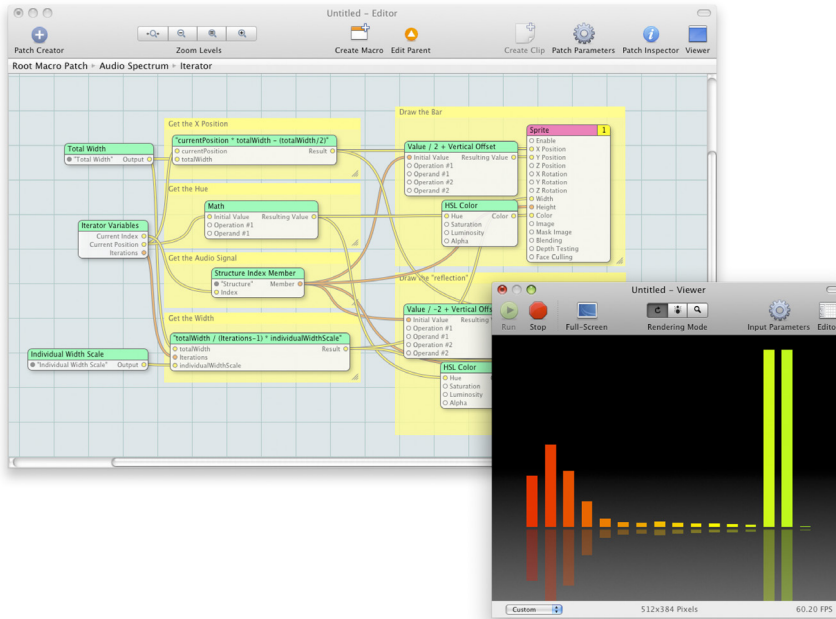 Untitled – Editor
Patch Creator
Zoom Levels
Create Macro
Edit Parent
Create Clip
Patch Parameters
Patch Inspector
Viewer
Root Macro Patch
Audio Spectrum
Iterator
Get the X Position
"currentPosition * totalWidth - (totalWidth/2)"
currentPosition Result
totalWidth
Total Width
"Total Width" Output
Get the Hue
Math
Initial Value Resulting Value
Operation #1
Operand #1
Iterator Variables
Current Index
Current Position
Iterations
Get the Audio Signal
Structure Index Member
"Structure" Member
Index
Get the Width
"totalWidth / (Iterations-1) * individualWidthScale"
totalWidth Result
Iterations
individualWidthScale
Individual Width Scale
"Individual Width Scale" Output
Draw the Bar
Value / 2 + Vertical Offset
Initial Value Resulting Value
Operation #1
Operand #1
Operation #2
Operand #2
HSL Color
Hue Color
Saturation
Luminosity
Alpha
Sprite 1
Enable
X Position
Y Position
Z Position
X Rotation
Y Rotation
Z Rotation
Width
Height
Color
Image
Mask Image
Blending
Depth Testing
Face Culling
Draw the "reflection"
Value / -2 + Vertical Offs
Initial Value Resulting
Operation #1
Operand #1
Operation #2
Operand #2
HSL Color
Hue
Saturation
Luminosity
Alpha
Untitled – Viewer
Run
Stop
Full-Screen
Rendering Mode
Input Parameters
Edito
Custom
512x384 Pixels
60.20 FPS